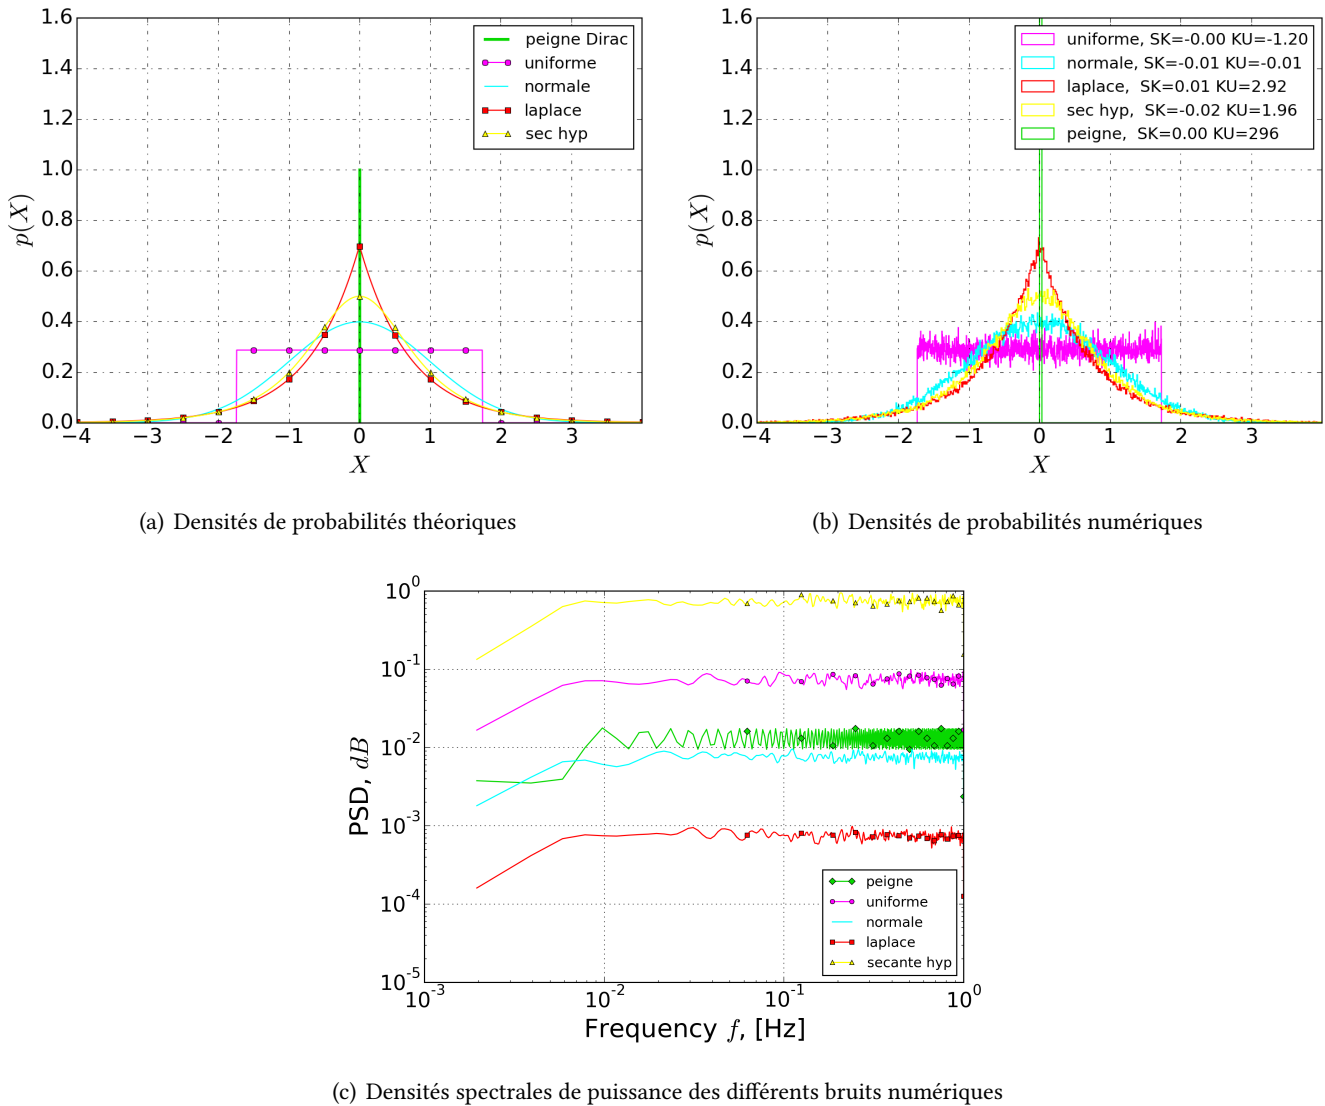 1.6
1.4
1.2
1.0
0.8
0.6
0.4
0.2
0.0
p(X)
−4 −3 −2 −1 0 1 2 3
X
peigne Dirac
uniforme
normale
laplace
sec hyp
(a) Densités de probabilités théoriques
1.6
1.4
1.2
1.0
0.8
0.6
0.4
0.2
0.0
p(X)
−4 −3 −2 −1 0 1 2 3
X
uniforme, SK=-0.00 KU=-1.20
normale, SK=-0.01 KU=-0.01
laplace, SK=0.01 KU=2.92
sec hyp, SK=-0.02 KU=1.96
peigne, SK=0.00 KU=296
(b) Densités de probabilités numériques
10^0
10^-1
10^-2
10^-3
10^-4
10^-5
PSD, dB
10^-3 10^-2 10^-1 10^0
Frequency f, [Hz]
peigne
uniforme
normale
laplace
secante hyp
(c) Densités spectrales de puissance des différents bruits numériques